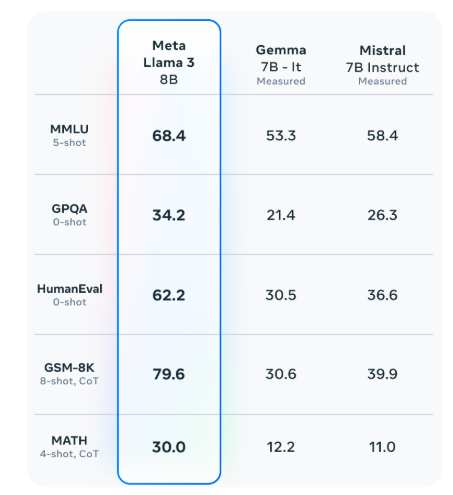 Meta
Llama 3
8B
Gemma
7B - It
Measured
Mistral
7B Instruct
Measured
MMLU
5-shot
68.4
53.3
58.4
GPQA
0-shot
34.2
21.4
26.3
HumanEval
0-shot
62.2
30.5
36.6
GSM-8K
8-shot, CoT
79.6
30.6
39.9
MATH
4-shot, CoT
30.0
12.2
11.0